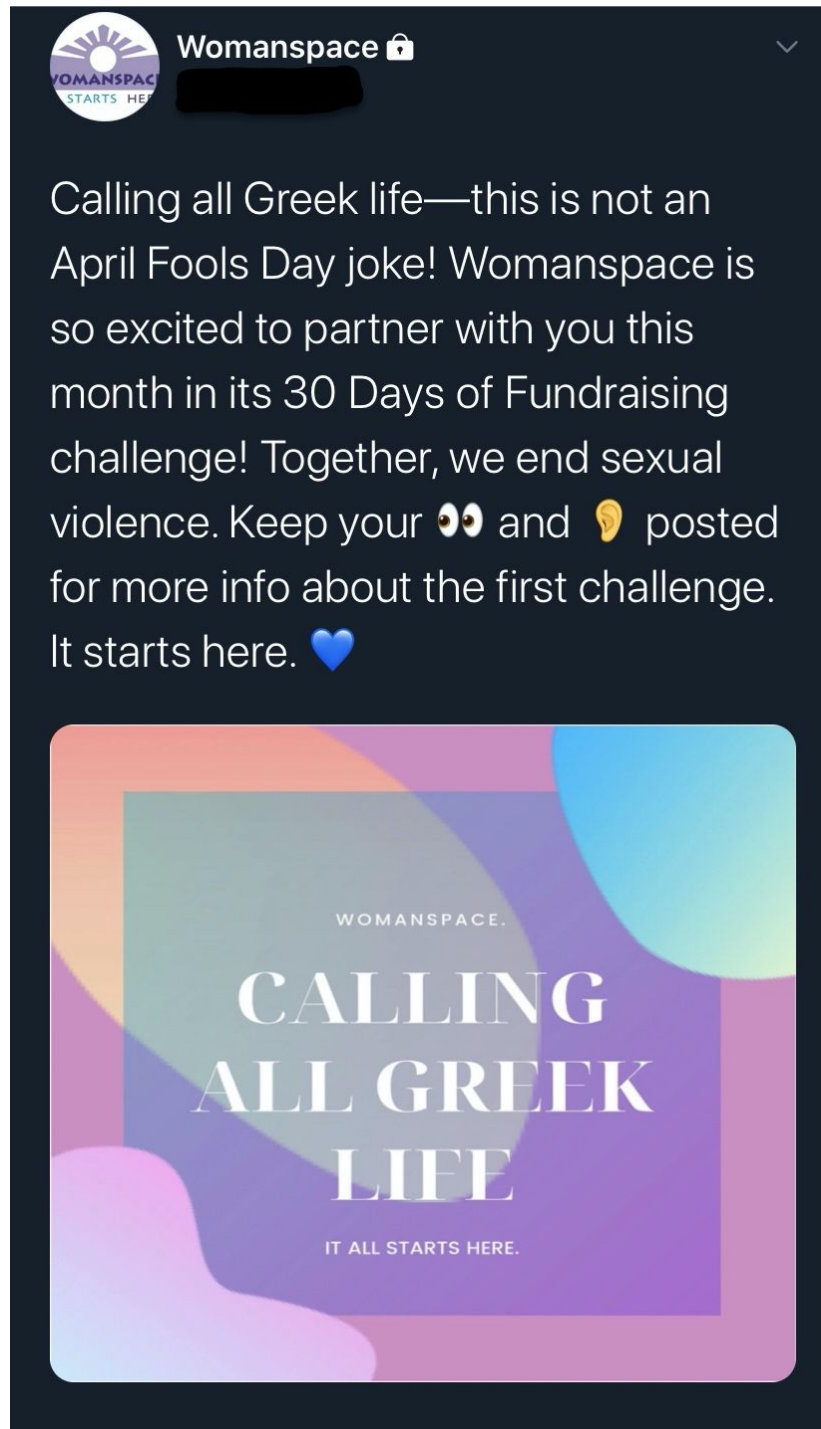 Womanspace
WOMANSPAC
STARTS HER
Calling all Greek life—this is not an
April Fools Day joke! Womanspace is
so excited to partner with you this
month in its 30 Days of Fundraising
challenge! Together, we end sexual
violence. Keep your 👀 and 👂 posted
for more info about the first challenge.
It starts here. 💙
WOMANSPACE.
CALLING
ALL GREEK
LIFE
IT ALL STARTS HERE.